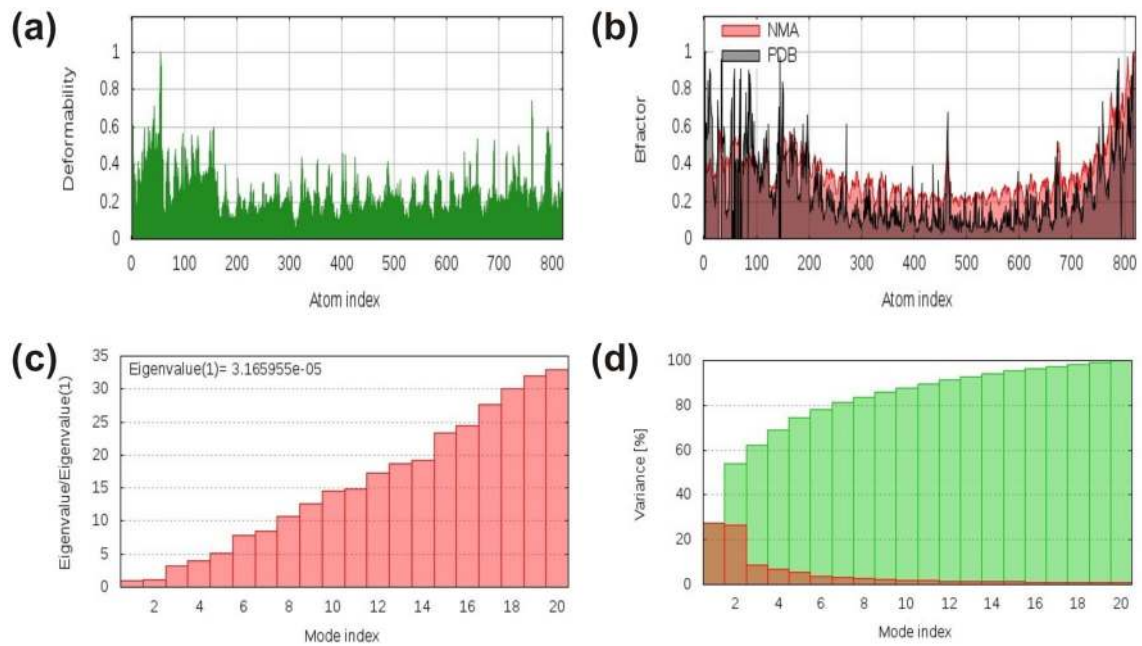 (a)
Deformability
1
0.8
0.6
0.4
0.2
0
0 100 200 300 400 500 600 700 800
Atom index
(b)
NMA
PDB
Bfactor
1
0.8
0.6
0.4
0.2
0
0 100 200 300 400 500 600 700 800
Atom index
(c)
Eigenvalue(1)= 3.165955e-05
Eigenvalue/Eigenvalue(1)
35
30
25
20
15
10
5
0
2 4 6 8 10 12 14 16 18 20
Mode index
(d)
Variance [%]
100
80
60
40
20
0
2 4 6 8 10 12 14 16 18 20
Mode index